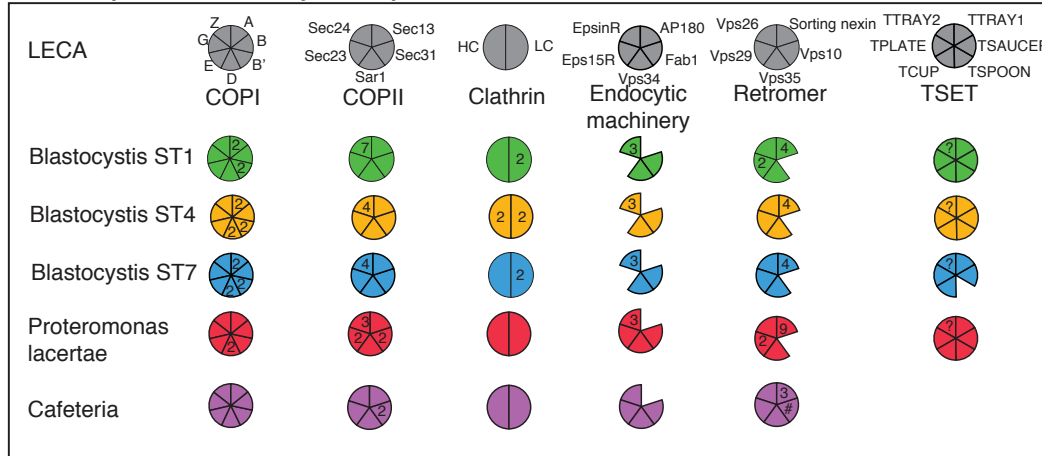 Z A Sec24 Sec13 EpsinR AP180 Vps26 Sorting nexin TTRAY2 TTRAY1
LECA G B Sec23 Sec31 HC LC Eps15R Fab1 Vps29 Vps10 TPLATE TSAUCER
E B' Sar1 Vps34 Vps35 TCUP TSPOON
D
COPI COPII Clathrin Endocytic machinery Retromer TSET
Blastocystis ST1 2 2 7 2 3 4 2 ?
Blastocystis ST4 2 2 2 4 2 2 3 4 ?
Blastocystis ST7 2 2 2 4 2 3 4 ?
Proteromonas lacertae 2 3 2 2 3 9 2 ?
Cafeteria 2 3 #